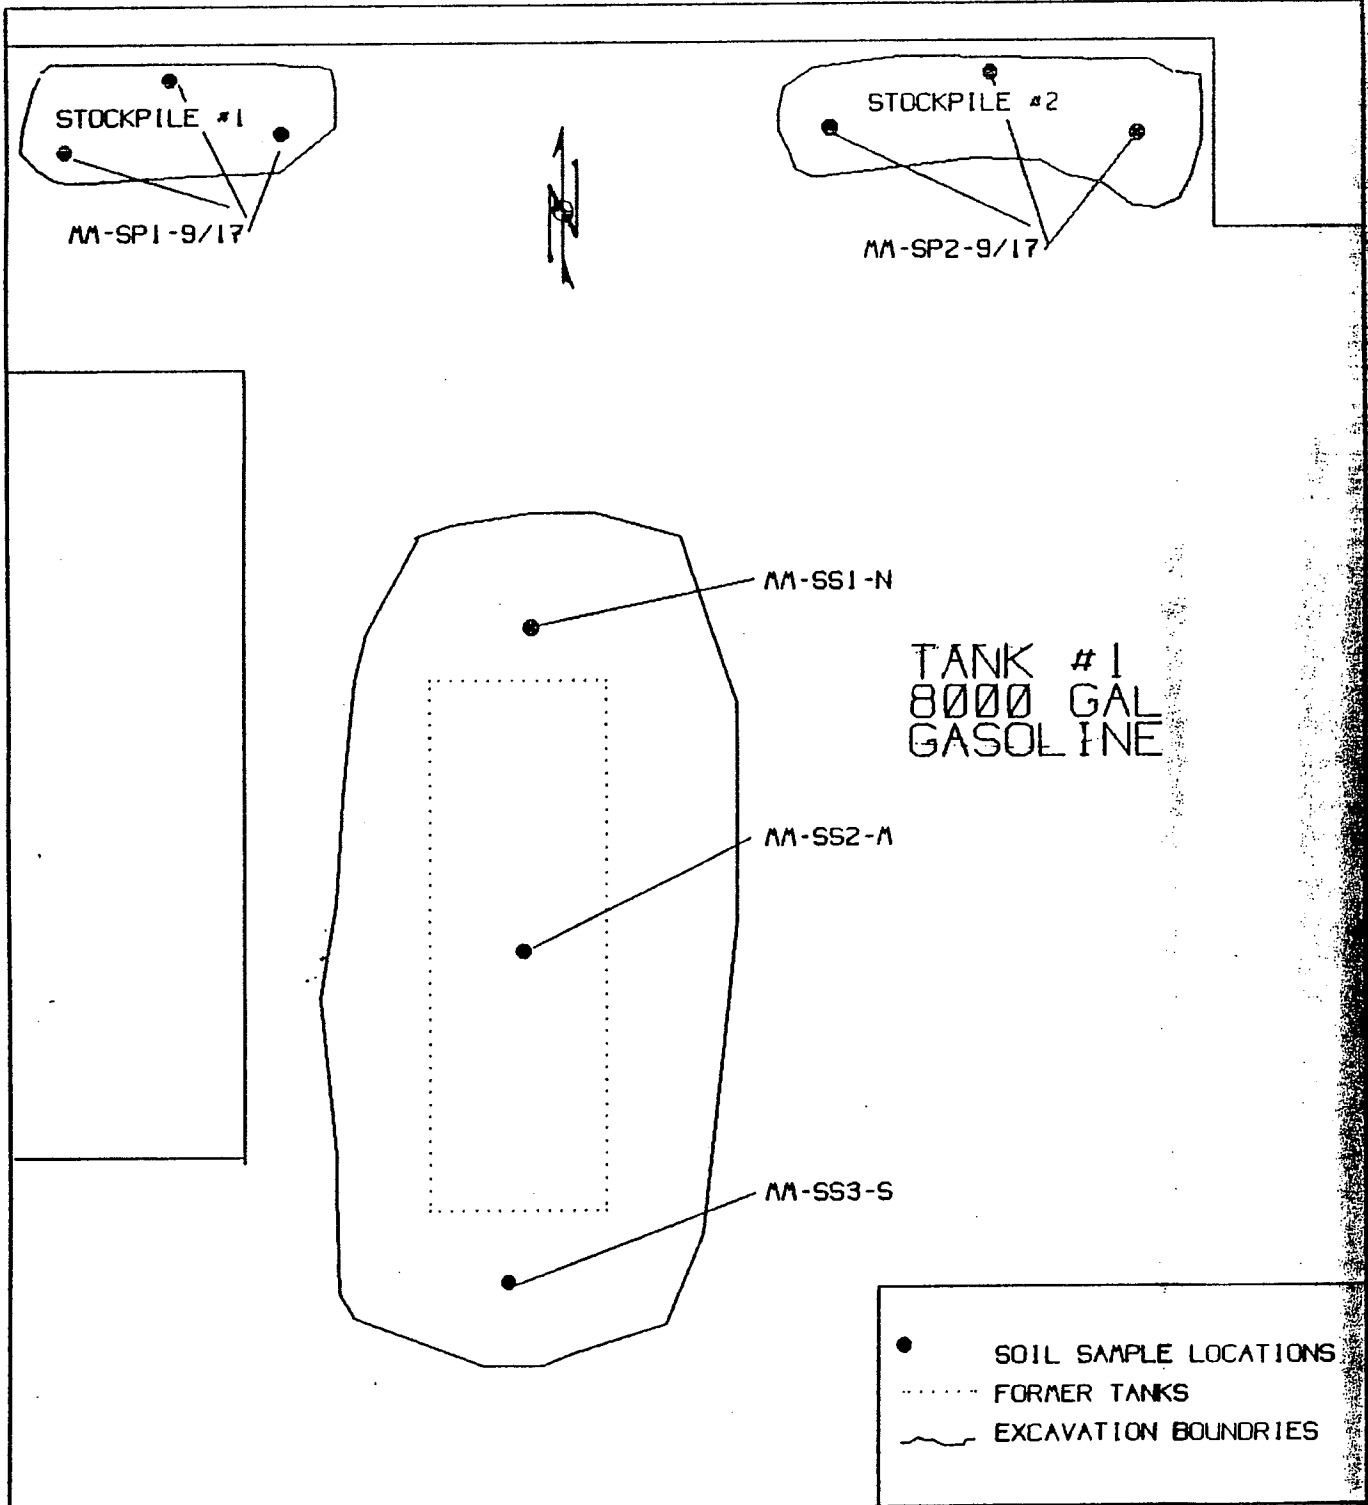 STOCKPILE #1
STOCKPILE #2
MM-SP1-9/17
MM-SP2-9/17
N
MM-SS1-N
TANK #1
8000 GAL
GASOLINE
MM-SS2-M
MM-SS3-S
SOIL SAMPLE LOCATIONS
FORMER TANKS
EXCAVATION BOUNDRIES